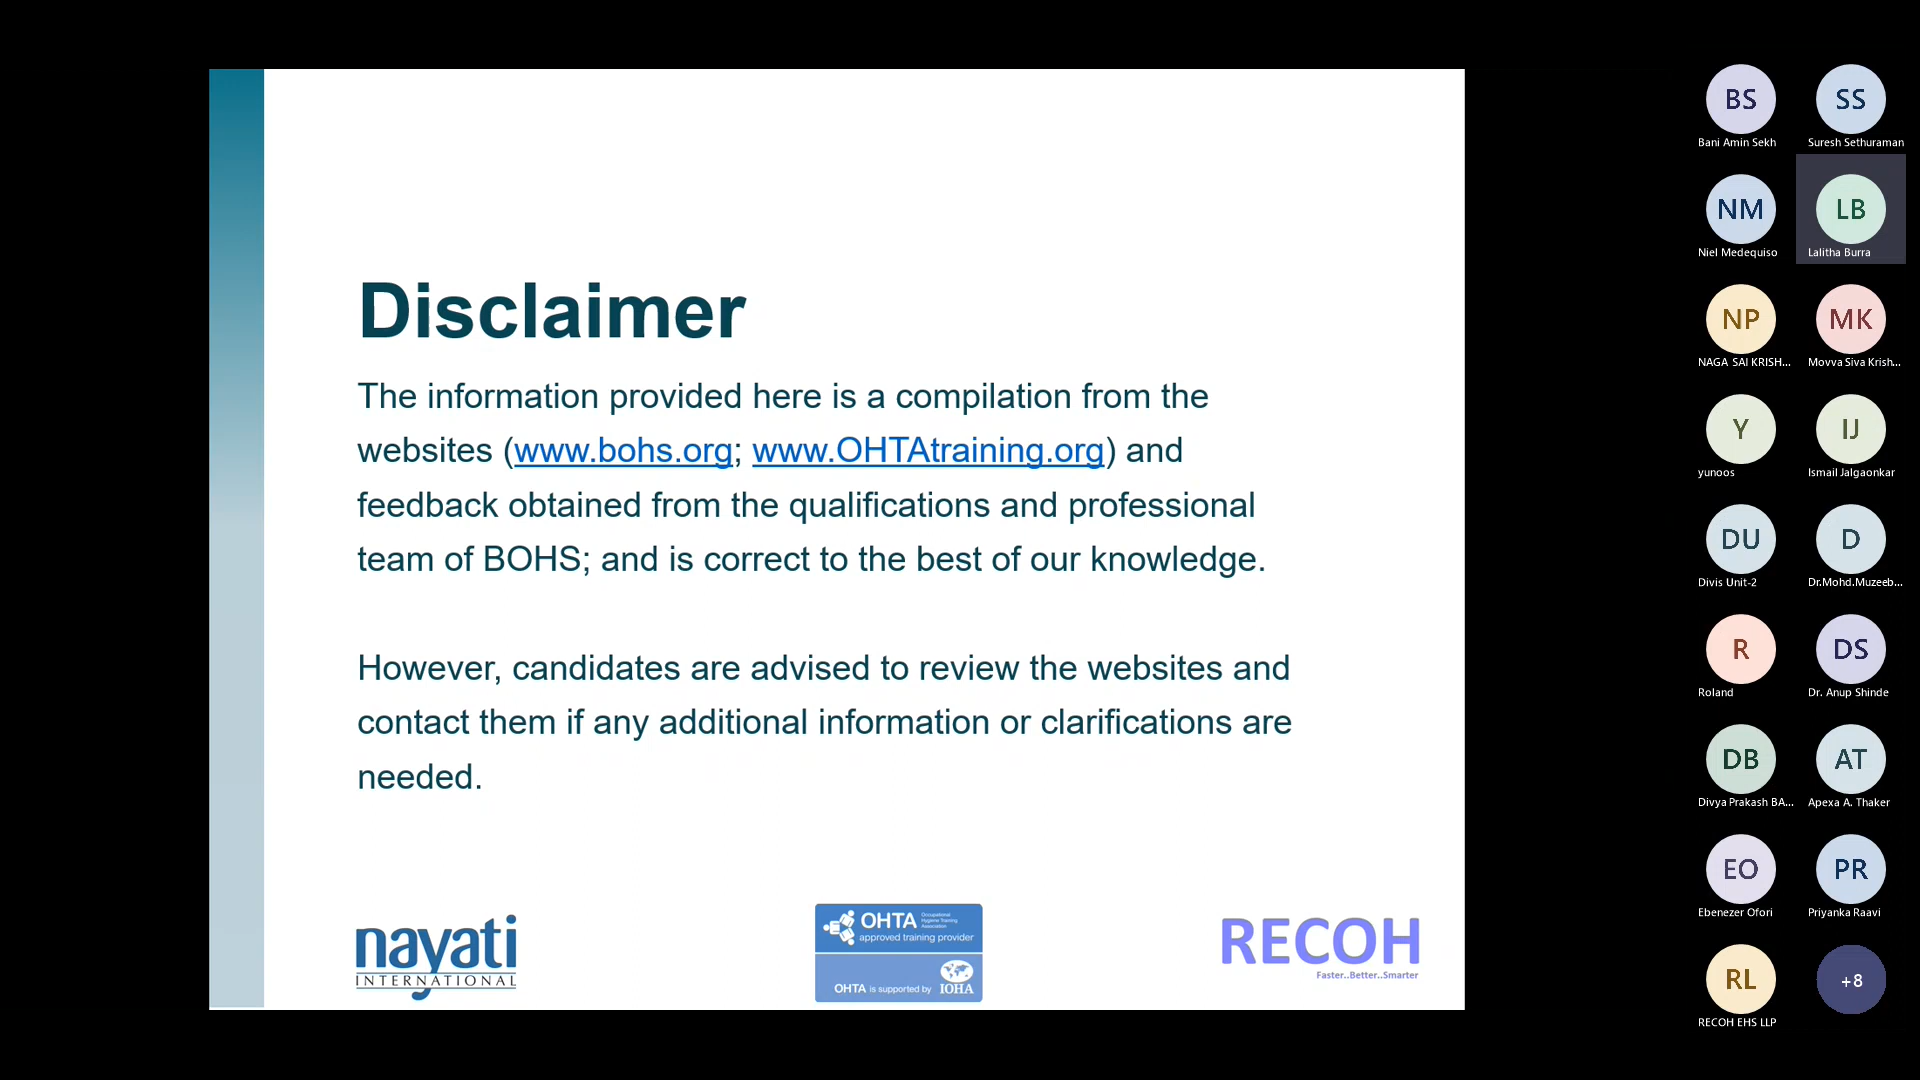 Disclaimer
The information provided here is a compilation from the
websites (www.bohs.org; www.OHTAtraining.org) and
feedback obtained from the qualifications and professional
team of BOHS; and is correct to the best of our knowledge.
However, candidates are advised to review the websites and
contact them if any additional information or clarifications are
needed.
nayati
INTERNATIONAL
OHTA
Occupational
Hygiene Training
Association
approved training provider
OHTA is supported by IOHA
RECOH
Faster..Better..Smarter
BS
Bani Amin Sekh
SS
Suresh Sethuraman
NM
Niel Medequiso
LB
Lalitha Burra
NP
NAGA SAI KRISH...
MK
Movva Siva Krish...
Y
yunoos
IJ
Ismail Jalgaonkar
DU
Divis Unit-2
D
Dr.Mohd.Muzeeb...
R
Roland
DS
Dr. Anup Shinde
DB
Divya Prakash BA...
AT
Apexa A. Thaker
EO
Ebenezer Ofori
PR
Priyanka Raavi
RL
RECOH EHS LLP
+8